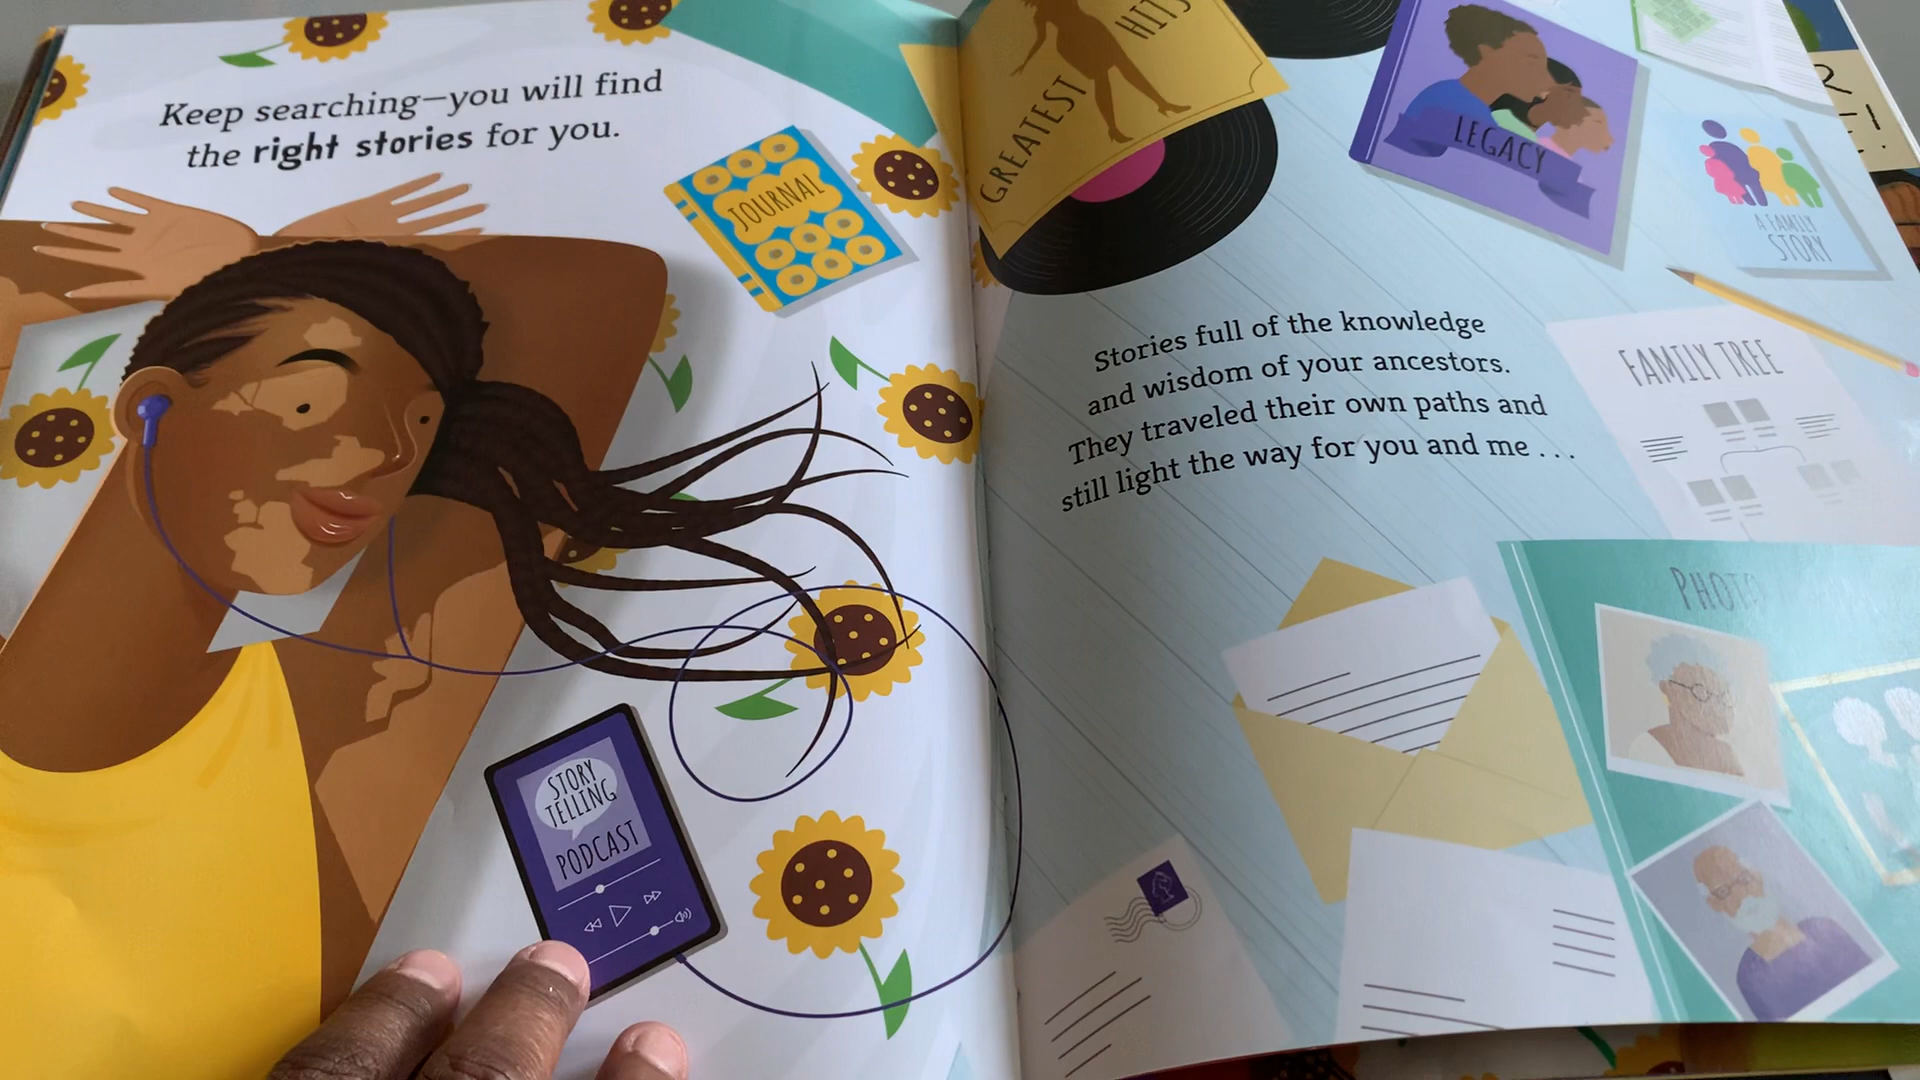 Keep searching—you will find
the right stories for you.
JOURNAL
STORY
TELLING
PODCAST
GREATEST
HITS
LEGACY
A FAMILY
STORY
Stories full of the knowledge
and wisdom of your ancestors.
They traveled their own paths and
still light the way for you and me . . .
FAMILY TREE
PHOTO